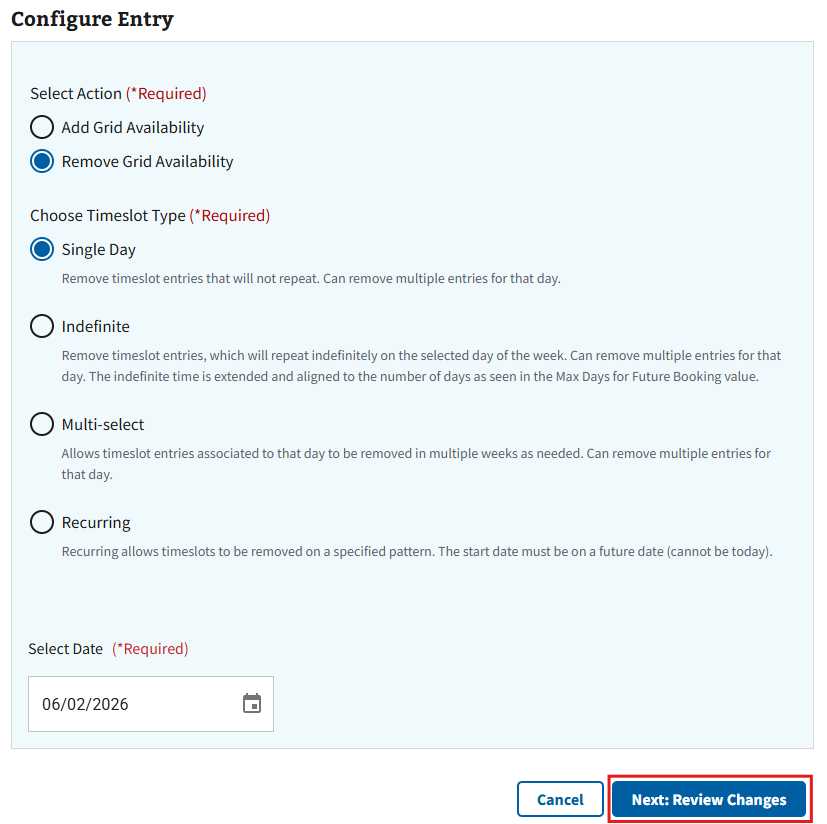 Configure Entry
Select Action (*Required)
Add Grid Availability
Remove Grid Availability
Choose Timeslot Type (*Required)
Single Day
Remove timeslot entries that will not repeat. Can remove multiple entries for that day.
Indefinite
Remove timeslot entries, which will repeat indefinitely on the selected day of the week. Can remove multiple entries for that
day. The indefinite time is extended and aligned to the number of days as seen in the Max Days for Future Booking value.
Multi-select
Allows timeslot entries associated to that day to be removed in multiple weeks as needed. Can remove multiple entries for
that day.
Recurring
Recurring allows timeslots to be removed on a specified pattern. The start date must be on a future date (cannot be today).
Select Date (*Required)
06/02/2026
Cancel
Next: Review Changes